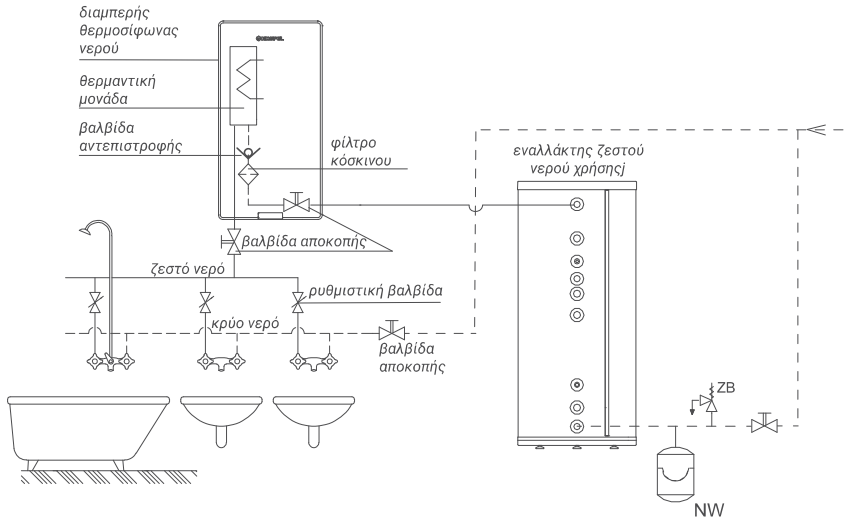 διαμπερής
θερμοσίφωνας
νερού
θερμαντική
μονάδα
βαλβίδα
αντεπιστροφής
φίλτρο
κόσκινου
εναλλάκτης ζεστού
νερού χρήσηςj
βαλβίδα αποκοπής
ζεστό νερό
ρυθμιστική βαλβίδα
κρύο νερό
βαλβίδα
αποκοπής
ZB
NW